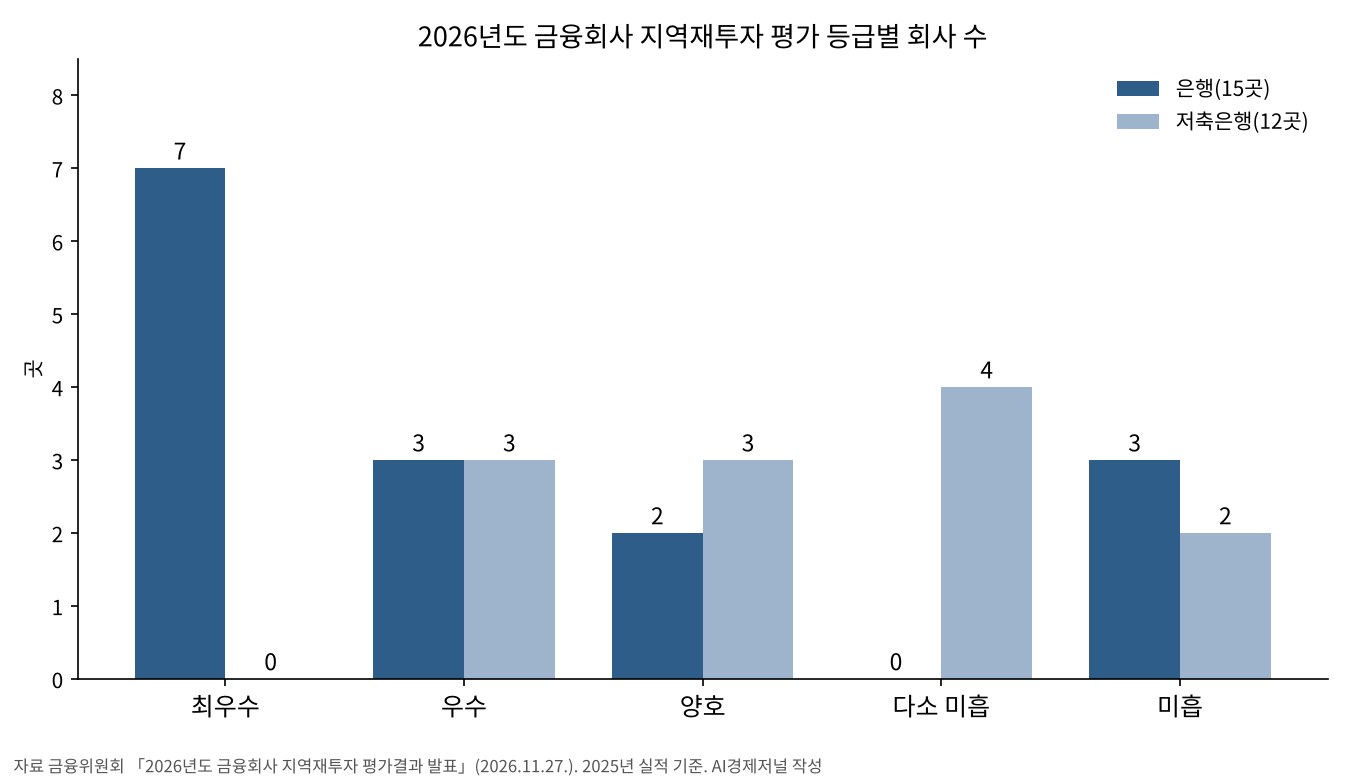 2026년도 금융회사 지역재투자 평가 등급별 회사 수
은행(15곳)
저축은행(12곳)
곳
8
7
6
5
4
3
2
1
0
7
0
3
3
2
3
0
4
3
2
최우수
우수
양호
다소 미흡
미흡
자료 금융위원회 「2026년도 금융회사 지역재투자 평가결과 발표」(2026.11.27.). 2025년 실적 기준. AI경제저널 작성